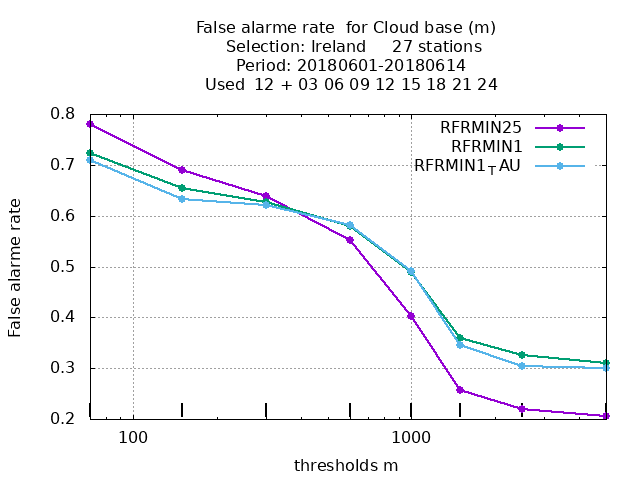 False alarme rate  for Cloud base (m)
Selection: Ireland     27 stations
Period: 20180601-20180614
Used  12 + 03 06 09 12 15 18 21 24
RFRMIN25
RFRMIN1
RFRMIN1TAU
0.8
0.7
0.6
0.5
0.4
0.3
0.2
False alarme rate
100
1000
thresholds m